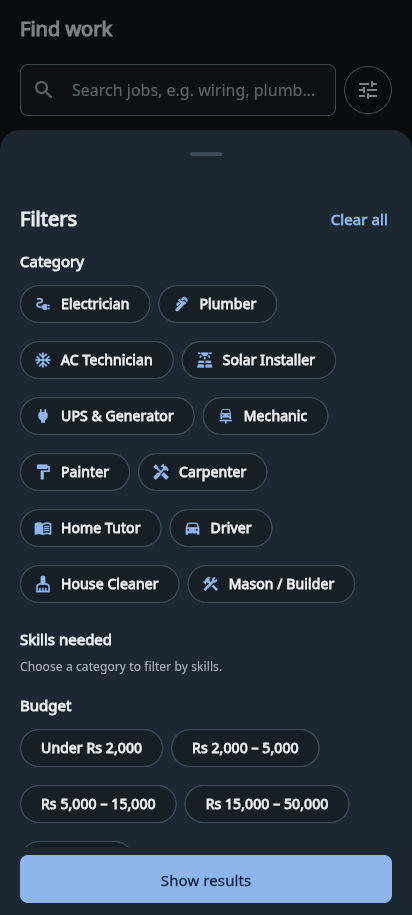 Find work
Search jobs, e.g. wiring, plumb...
Filters
Clear all
Category
Electrician
Plumber
AC Technician
Solar Installer
UPS & Generator
Mechanic
Painter
Carpenter
Home Tutor
Driver
House Cleaner
Mason / Builder
Skills needed
Choose a category to filter by skills.
Budget
Under Rs 2,000
Rs 2,000 – 5,000
Rs 5,000 – 15,000
Rs 15,000 – 50,000
Show results